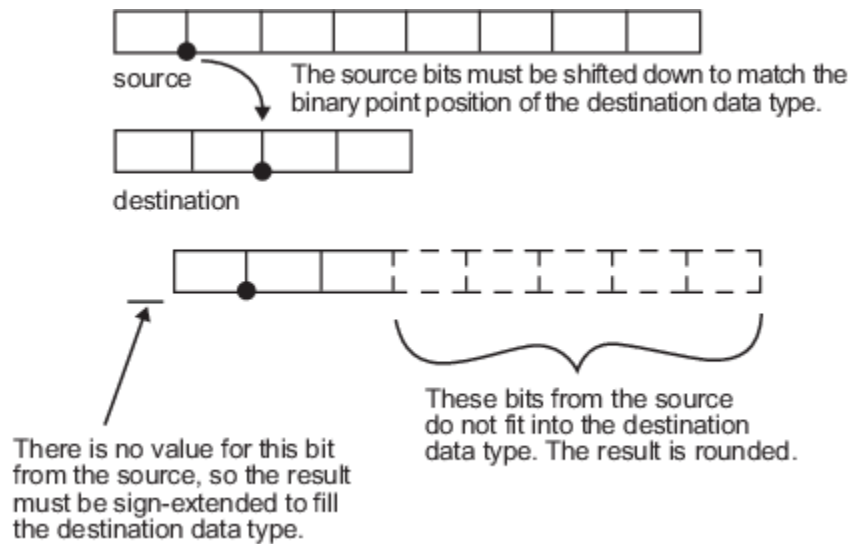 source
The source bits must be shifted down to match the
binary point position of the destination data type.
destination
These bits from the source
do not fit into the destination
data type. The result is rounded.
There is no value for this bit
from the source, so the result
must be sign-extended to fill
the destination data type.